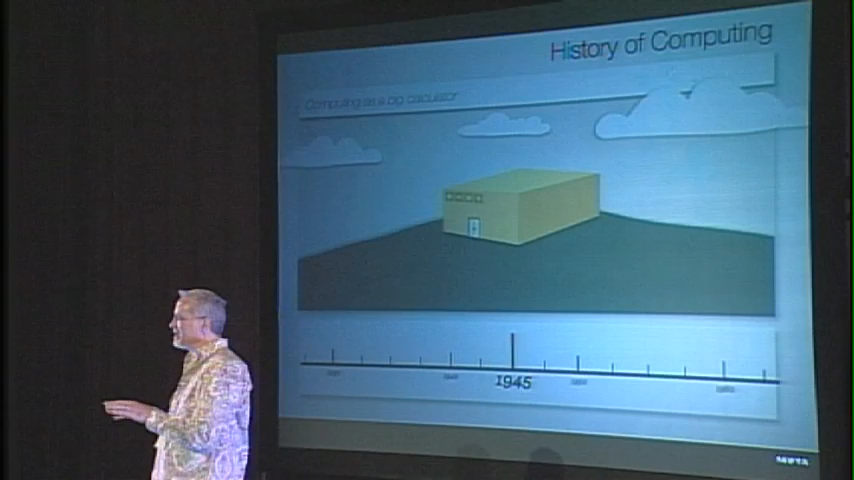 History of Computing
Computing as a big calculator
1945